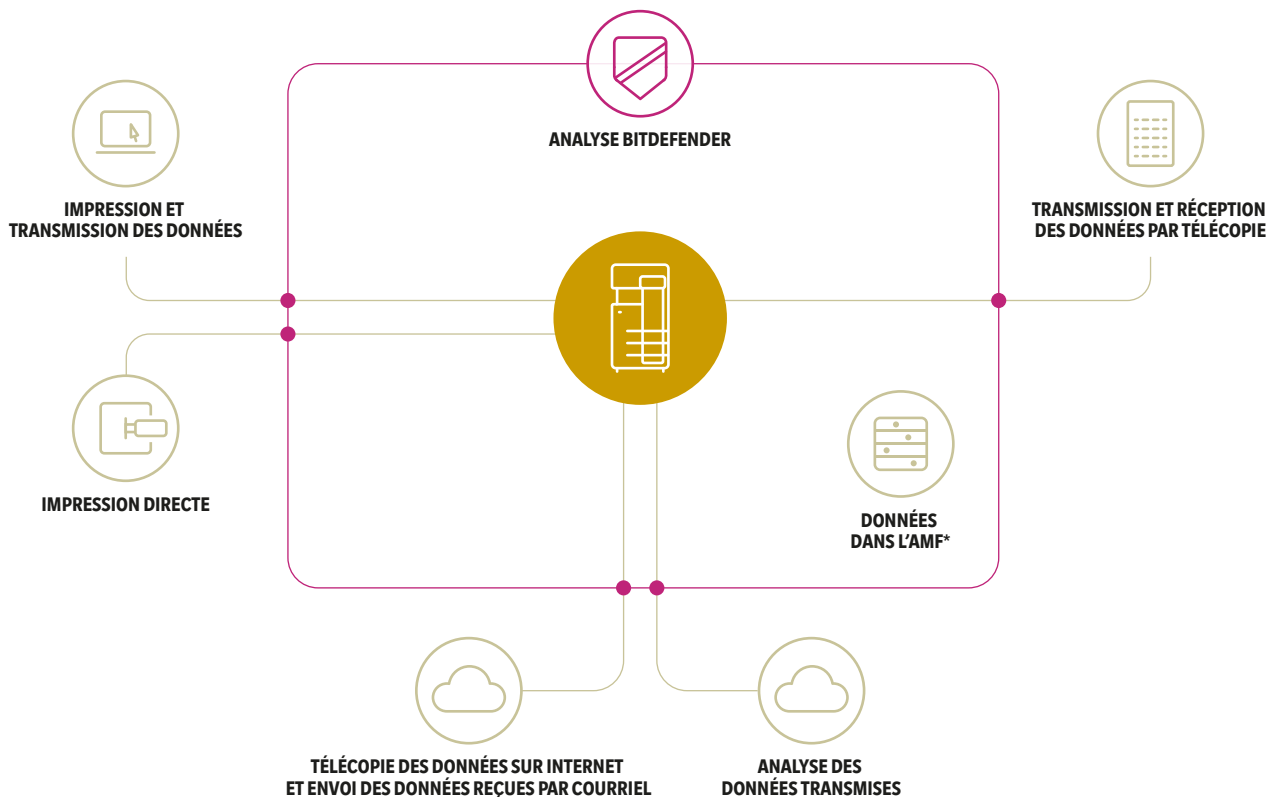 ANALYSE BITDEFENDER
IMPRESSION ET
TRANSMISSION DES DONNÉES
TRANSMISSION ET RÉCEPTION
DES DONNÉES PAR TÉLÉCOPIE
IMPRESSION DIRECTE
DONNÉES
DANS L'AMF*
TÉLÉCOPIE DES DONNÉES SUR INTERNET
ET ENVOI DES DONNÉES REÇUES PAR COURRIEL
ANALYSE DES
DONNÉES TRANSMISES